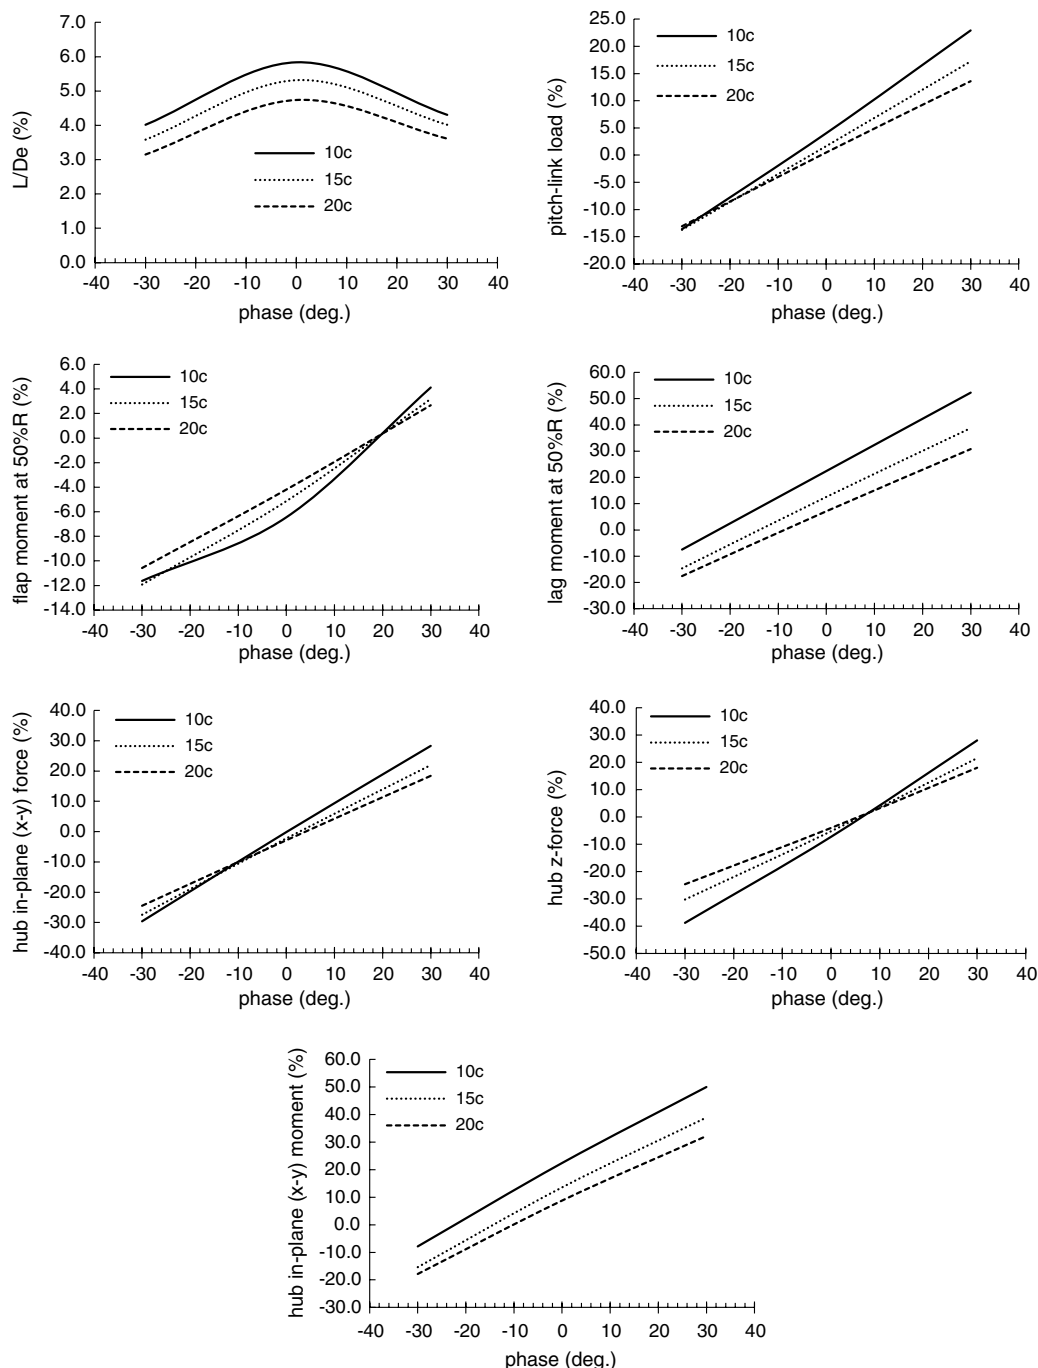 7.0
6.0
5.0
4.0
3.0
2.0
1.0
0.0
L/De (%)
10c
15c
20c
-40 -30 -20 -10 0 10 20 30 40
phase (deg.)
25.0
20.0
15.0
10.0
5.0
0.0
-5.0
-10.0
-15.0
-20.0
pitch-link load (%)
10c
15c
20c
-40 -30 -20 -10 0 10 20 30 40
phase (deg.)
6.0
4.0
2.0
0.0
-2.0
-4.0
-6.0
-8.0
-10.0
-12.0
-14.0
flap moment at 50%R (%)
10c
15c
20c
-40 -30 -20 -10 0 10 20 30 40
phase (deg.)
60.0
50.0
40.0
30.0
20.0
10.0
0.0
-10.0
-20.0
-30.0
lag moment at 50%R (%)
10c
15c
20c
-40 -30 -20 -10 0 10 20 30 40
phase (deg.)
40.0
30.0
20.0
10.0
0.0
-10.0
-20.0
-30.0
-40.0
hub in-plane (x-y) force (%)
10c
15c
20c
-40 -30 -20 -10 0 10 20 30 40
phase (deg.)
40.0
30.0
20.0
10.0
0.0
-10.0
-20.0
-30.0
-40.0
-50.0
hub z-force (%)
10c
15c
20c
-40 -30 -20 -10 0 10 20 30 40
phase (deg.)
60.0
50.0
40.0
30.0
20.0
10.0
0.0
-10.0
-20.0
-30.0
hub in-plane (x-y) moment (%)
10c
15c
20c
-40 -30 -20 -10 0 10 20 30 40
phase (deg.)